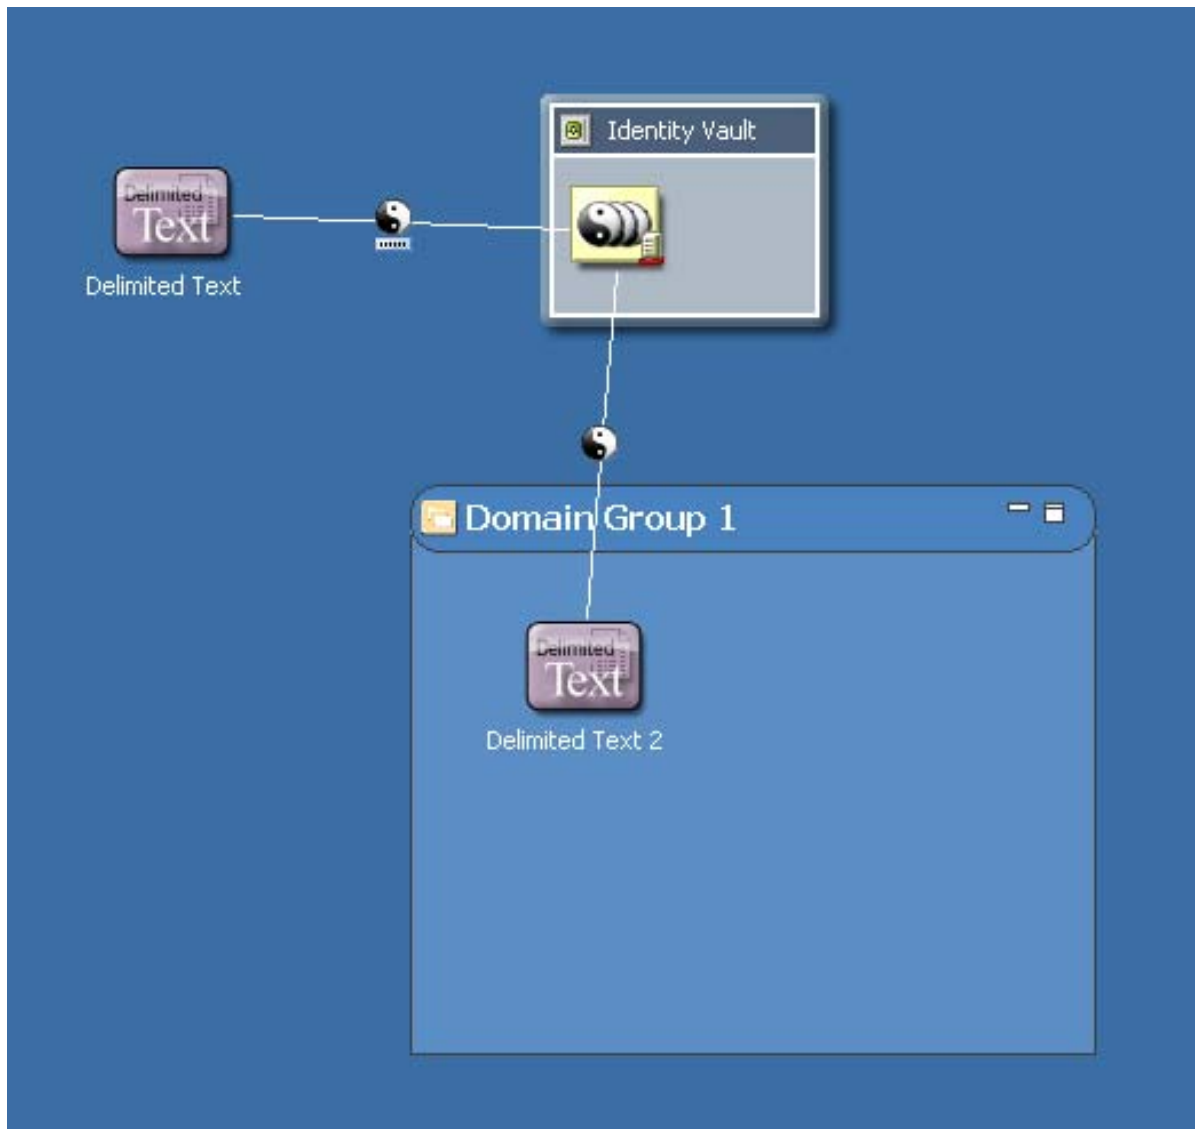 Identity Vault
Delimited
Text
Delimited Text
Domain Group 1
Delimited
Text
Delimited Text 2